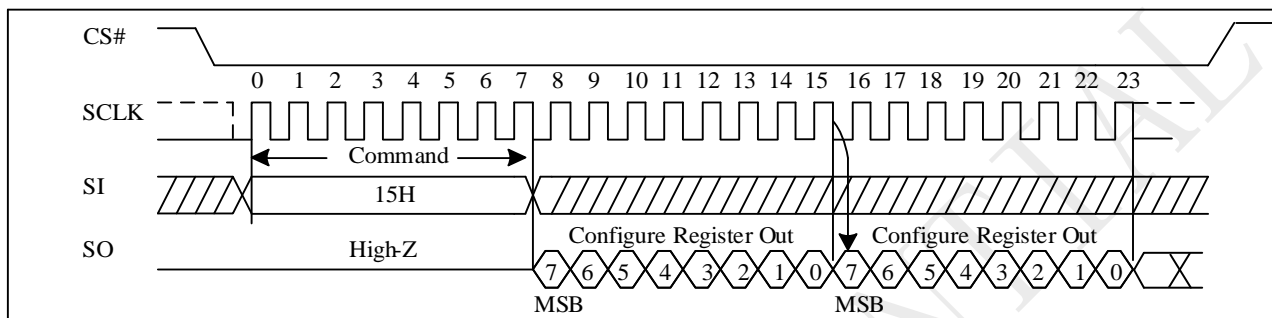 CS#
0 1 2 3 4 5 6 7 8 9 10 11 12 13 14 15 16 17 18 19 20 21 22 23
SCLK
Command
SI
15H
Configure Register Out Configure Register Out
SO
High-Z
7 6 5 4 3 2 1 0 7 6 5 4 3 2 1 0
MSB MSB